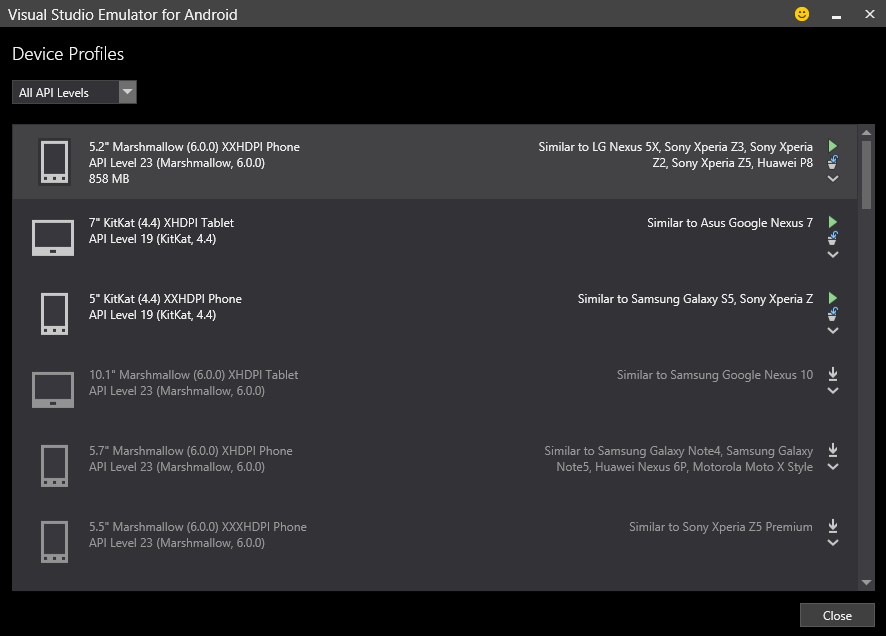 Visual Studio Emulator for Android
Device Profiles
All API Levels
5.2" Marshmallow (6.0.0) XXHDPI Phone
API Level 23 (Marshmallow, 6.0.0)
858 MB
Similar to LG Nexus 5X, Sony Xperia Z3, Sony Xperia
Z2, Sony Xperia Z5, Huawei P8
7" KitKat (4.4) XHDPI Tablet
API Level 19 (KitKat, 4.4)
Similar to Asus Google Nexus 7
5" KitKat (4.4) XXHDPI Phone
API Level 19 (KitKat, 4.4)
Similar to Samsung Galaxy S5, Sony Xperia Z
10.1" Marshmallow (6.0.0) XHDPI Tablet
API Level 23 (Marshmallow, 6.0.0)
Similar to Samsung Google Nexus 10
5.7" Marshmallow (6.0.0) XHDPI Phone
API Level 23 (Marshmallow, 6.0.0)
Similar to Samsung Galaxy Note4, Samsung Galaxy
Note5, Huawei Nexus 6P, Motorola Moto X Style
5.5" Marshmallow (6.0.0) XXXHDPI Phone
API Level 23 (Marshmallow, 6.0.0)
Similar to Sony Xperia Z5 Premium
Close